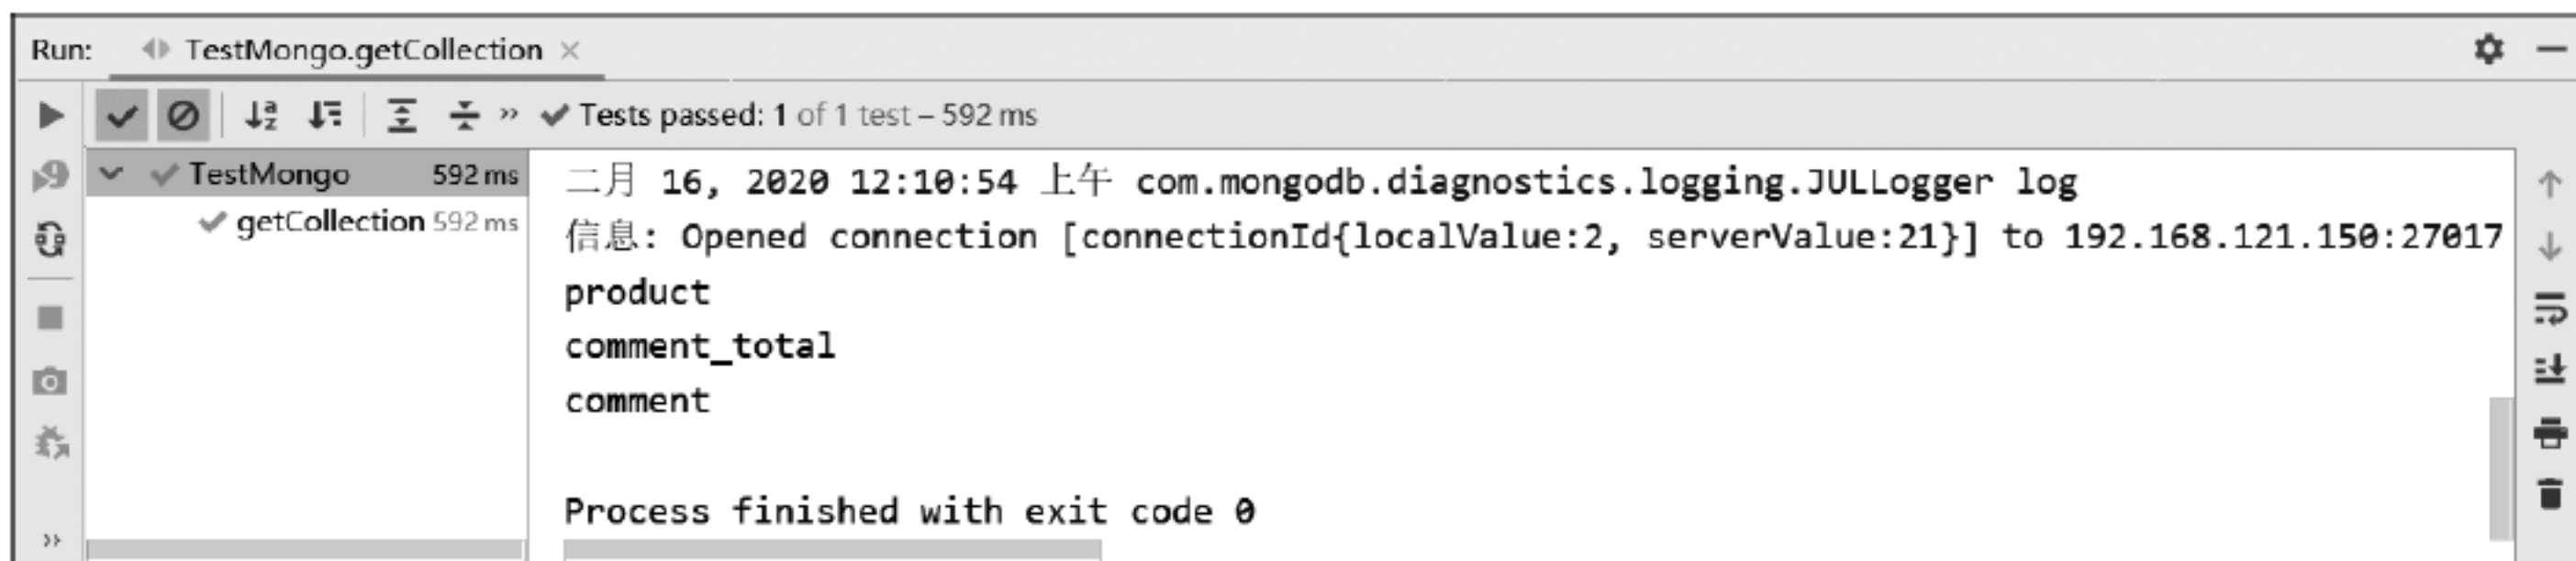 Run: TestMongo.getCollection
Tests passed: 1 of 1 test – 592 ms
TestMongo 592 ms
getCollection 592 ms
二月 16, 2020 12:10:54 上午 com.mongodb.diagnostics.logging.JULLogger log
信息: Opened connection [connectionId{localValue:2, serverValue:21}] to 192.168.121.150:27017
product
comment_total
comment
Process finished with exit code 0